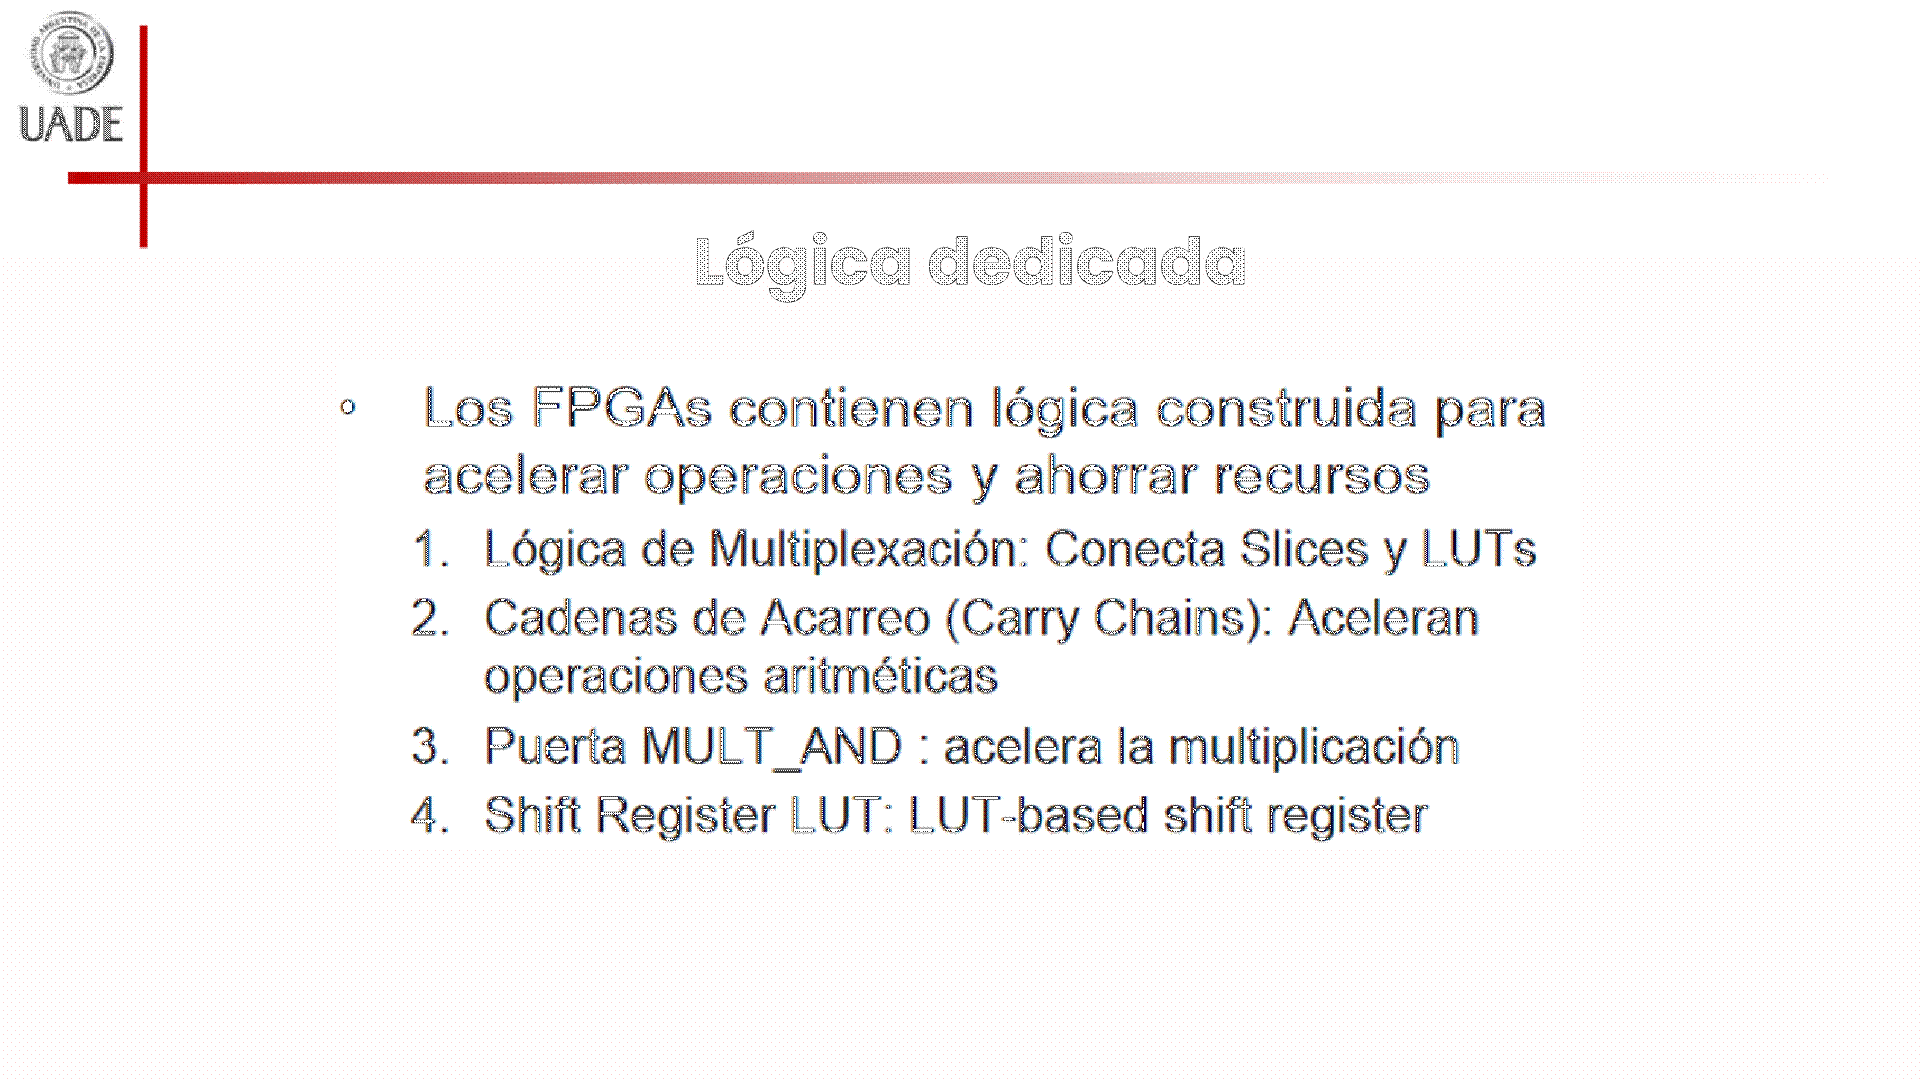 UADE
Lógica dedicada
° Los FPGAs contienen lógica construida para
acelerar operaciones y ahorrar recursos
1. Lógica de Multiplexación: Conecta Slices y LUTs
2. Cadenas de Acarreo (Carry Chains): Aceleran
operaciones aritméticas
3. Puerta MULT_AND : acelera la multiplicación
4. Shift Register LUT: LUT-based shift register